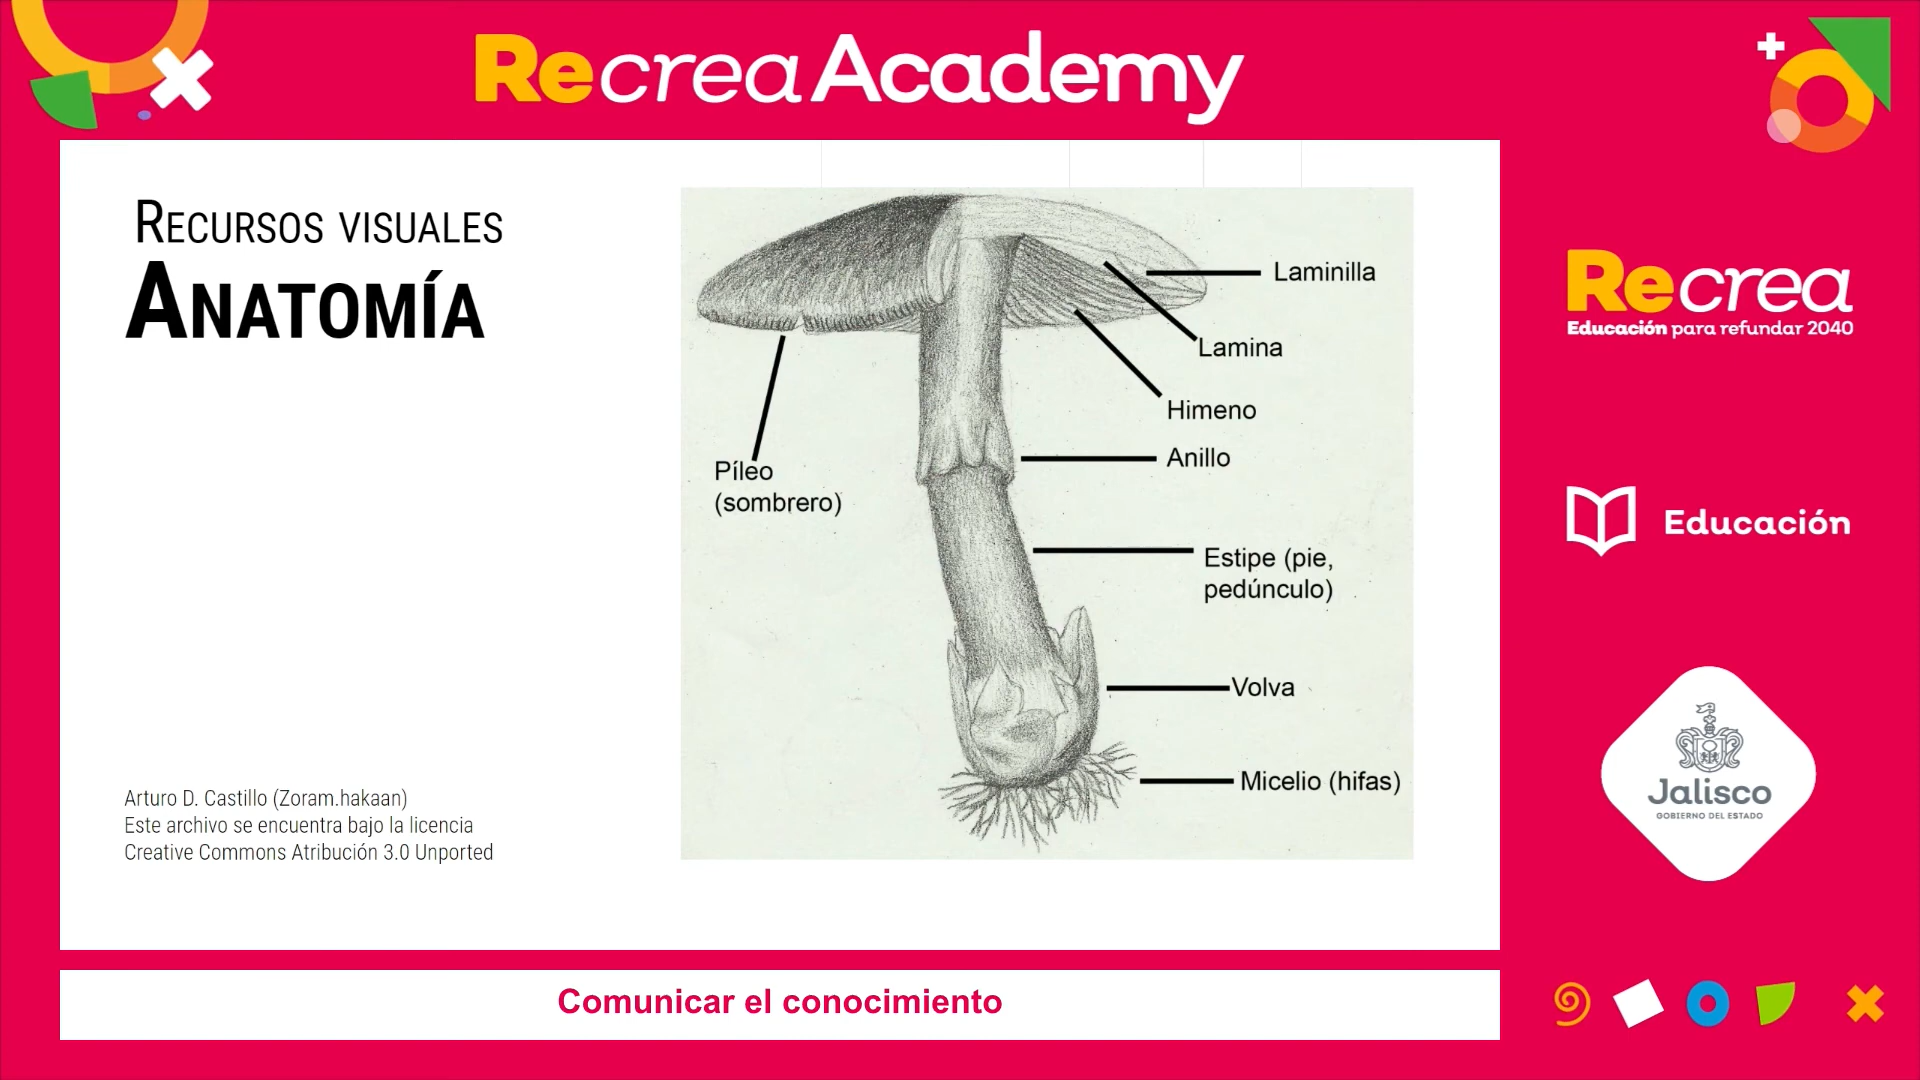 Recrea Academy
RECURSOS VISUALES
ANATOMÍA
Laminilla
Lamina
Himeno
Anillo
Píleo
(sombrero)
Estipe (pie,
pedúnculo)
Volva
Micelio (hifas)
Arturo D. Castillo (Zoram.hakaan)
Este archivo se encuentra bajo la licencia
Creative Commons Atribución 3.0 Unported
Comunicar el conocimiento
Recrea
Educación para refundar 2040
Educación
Jalisco
GOBIERNO DEL ESTADO